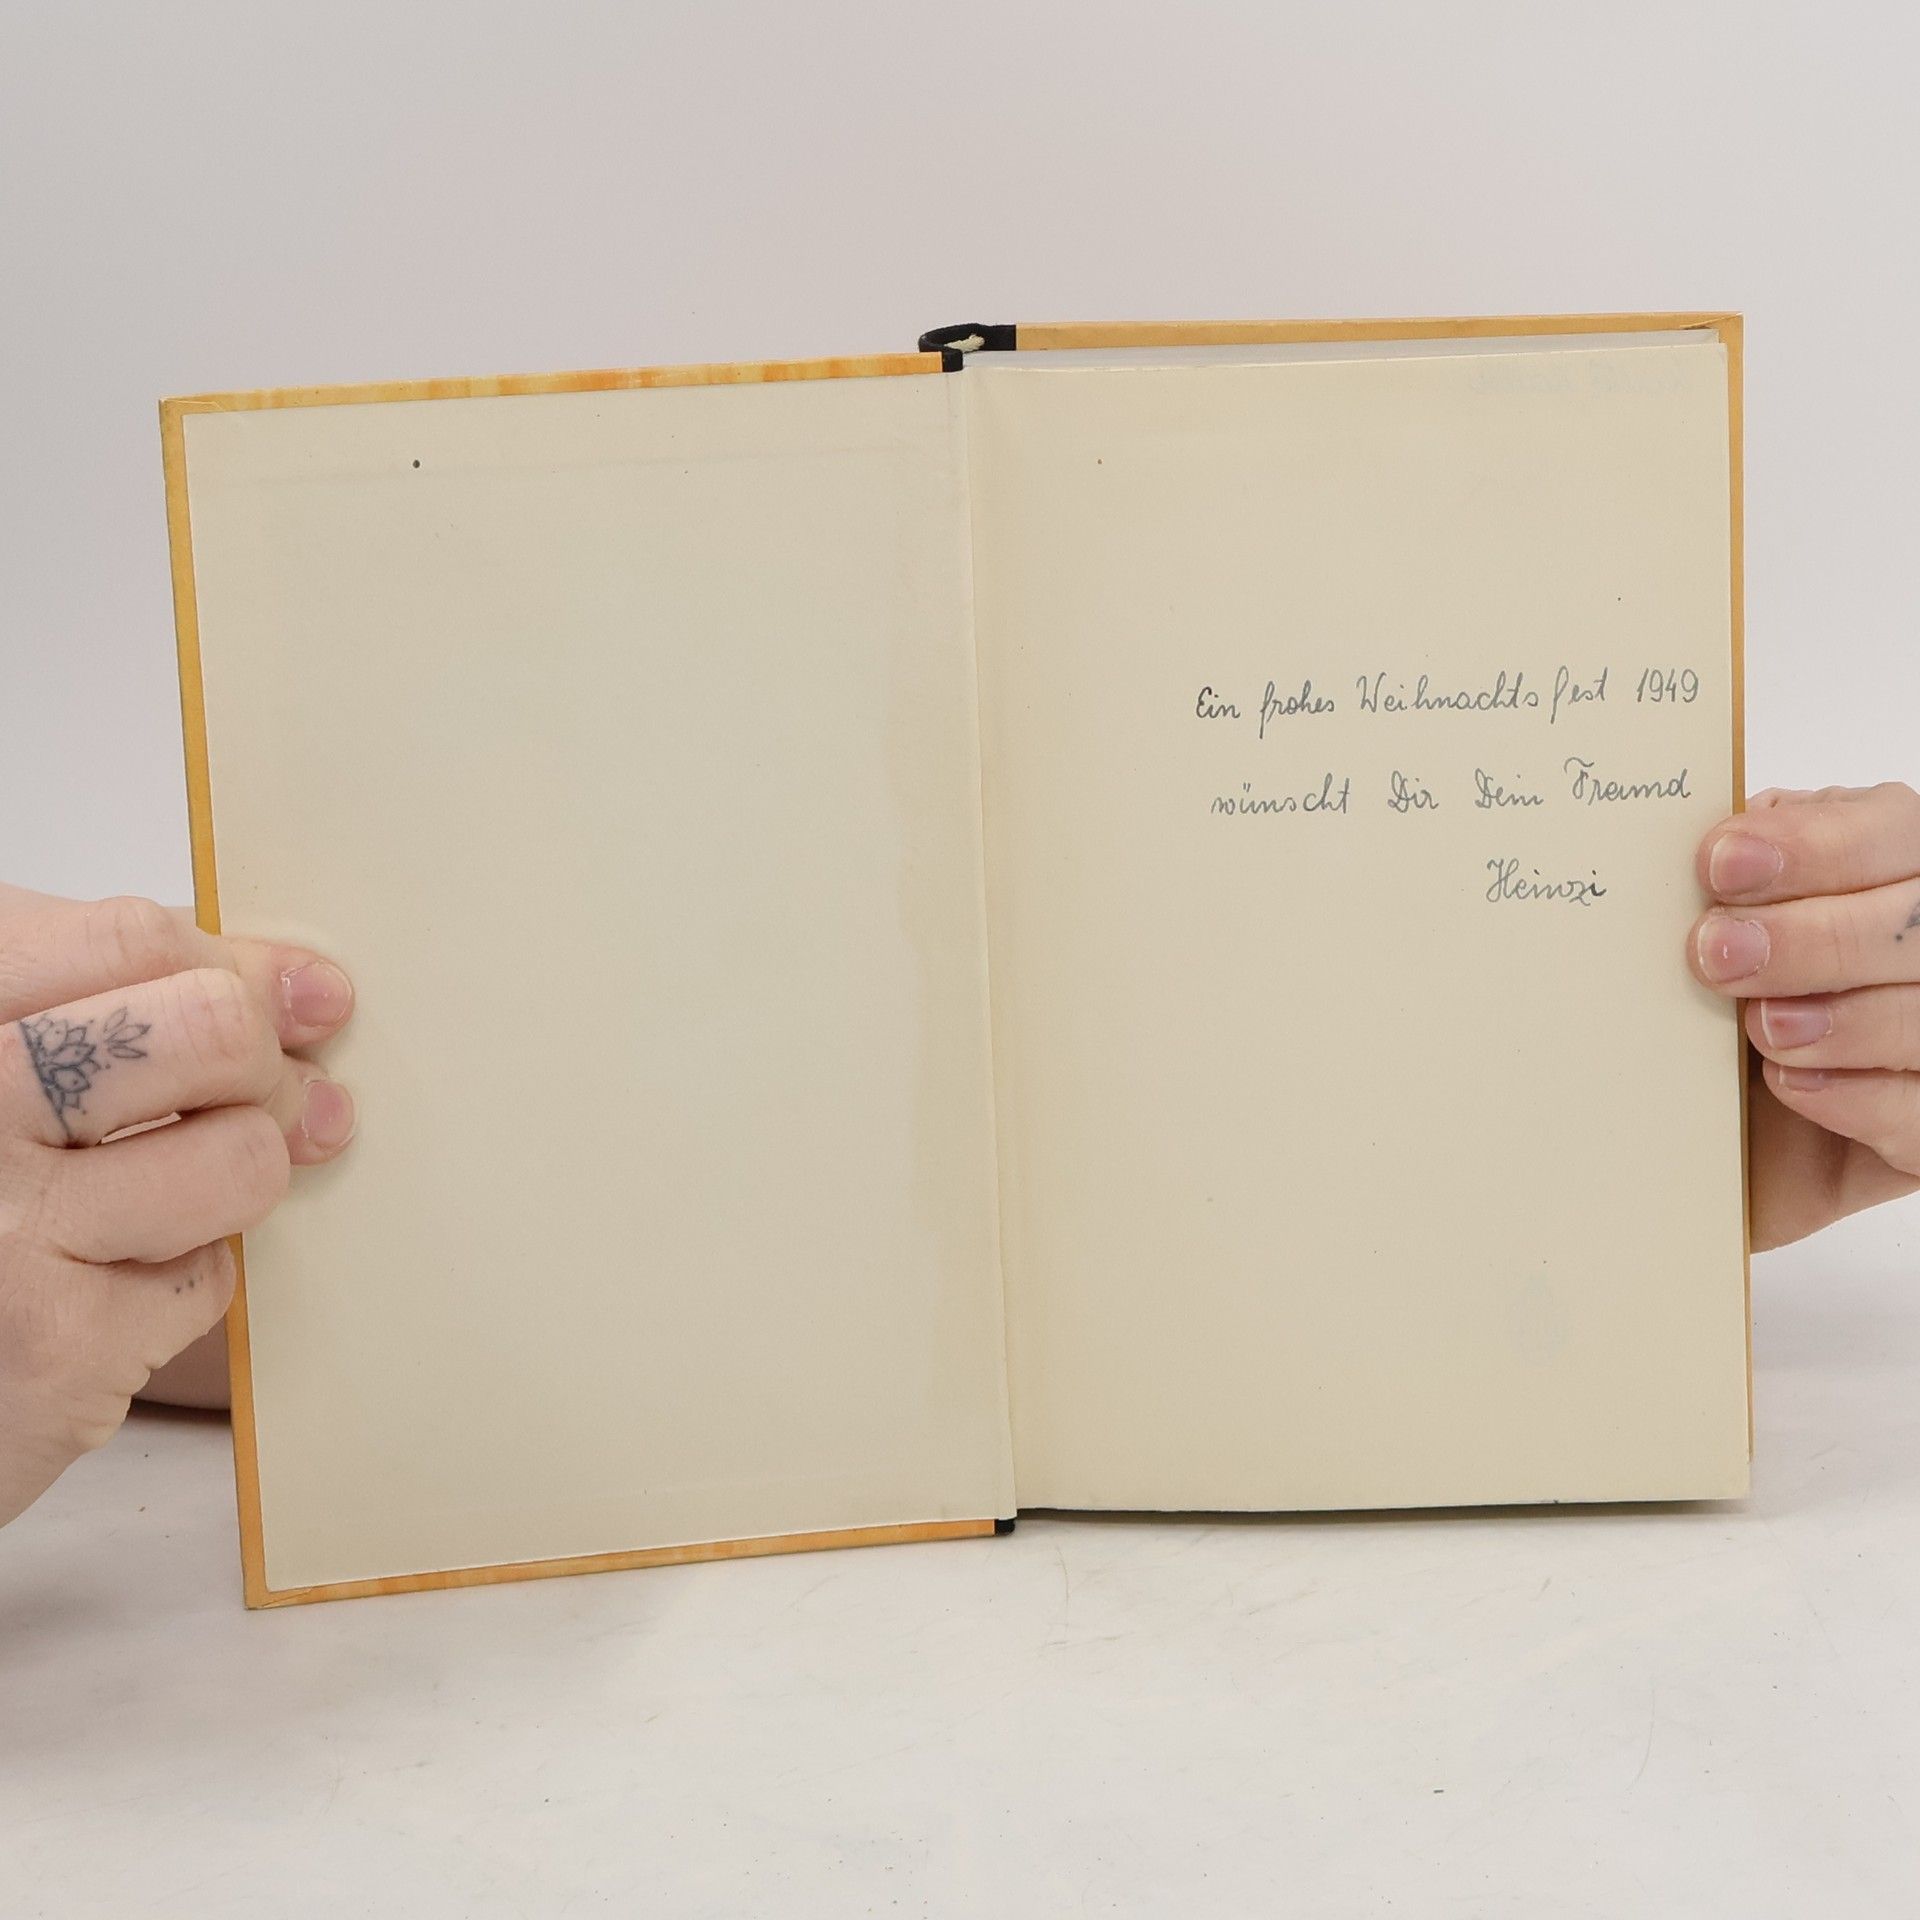 Ein frohes Weihnachtsfest 1949
wünscht Dir Dein Freund
Heinzi